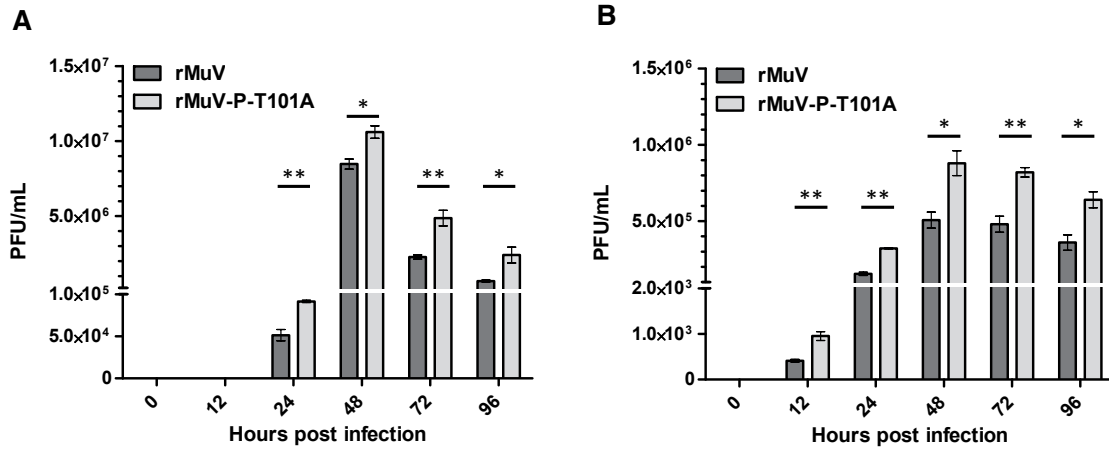 A
1.5×10⁷
1.0×10⁷
5.0×10⁶
1.0×10⁵
5.0×10⁴
0
PFU/mL
rMuV
rMuV-P-T101A
**
*
**
*
0 12 24 48 72 96
Hours post infection
B
1.5×10⁶
1.0×10⁶
5.0×10⁵
2.0×10³
1.0×10³
0
PFU/mL
rMuV
rMuV-P-T101A
**
**
*
**
*
0 12 24 48 72 96
Hours post infection